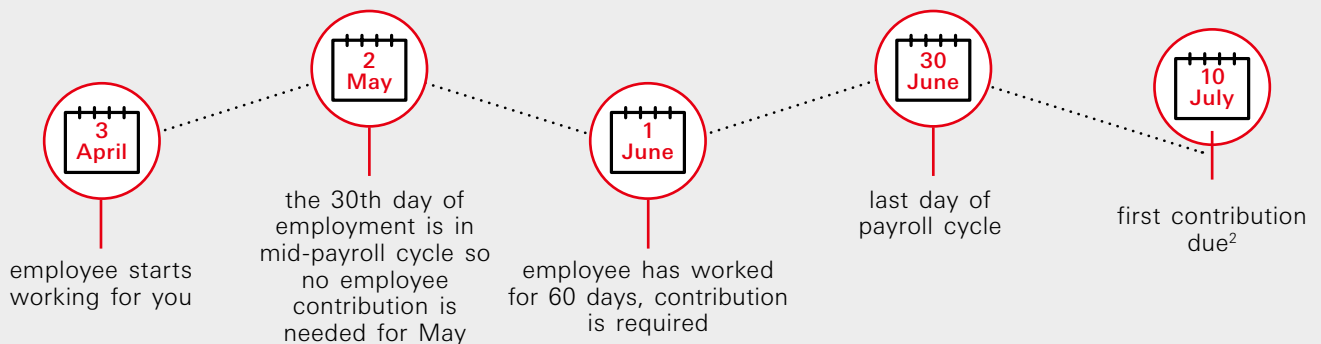 3
April
employee starts
working for you
2
May
the 30th day of
employment is in
mid-payroll cycle so
no employee
contribution is
needed for May
1
June
employee has worked
for 60 days, contribution
is required
30
June
last day of
payroll cycle
10
July
first contribution
due²